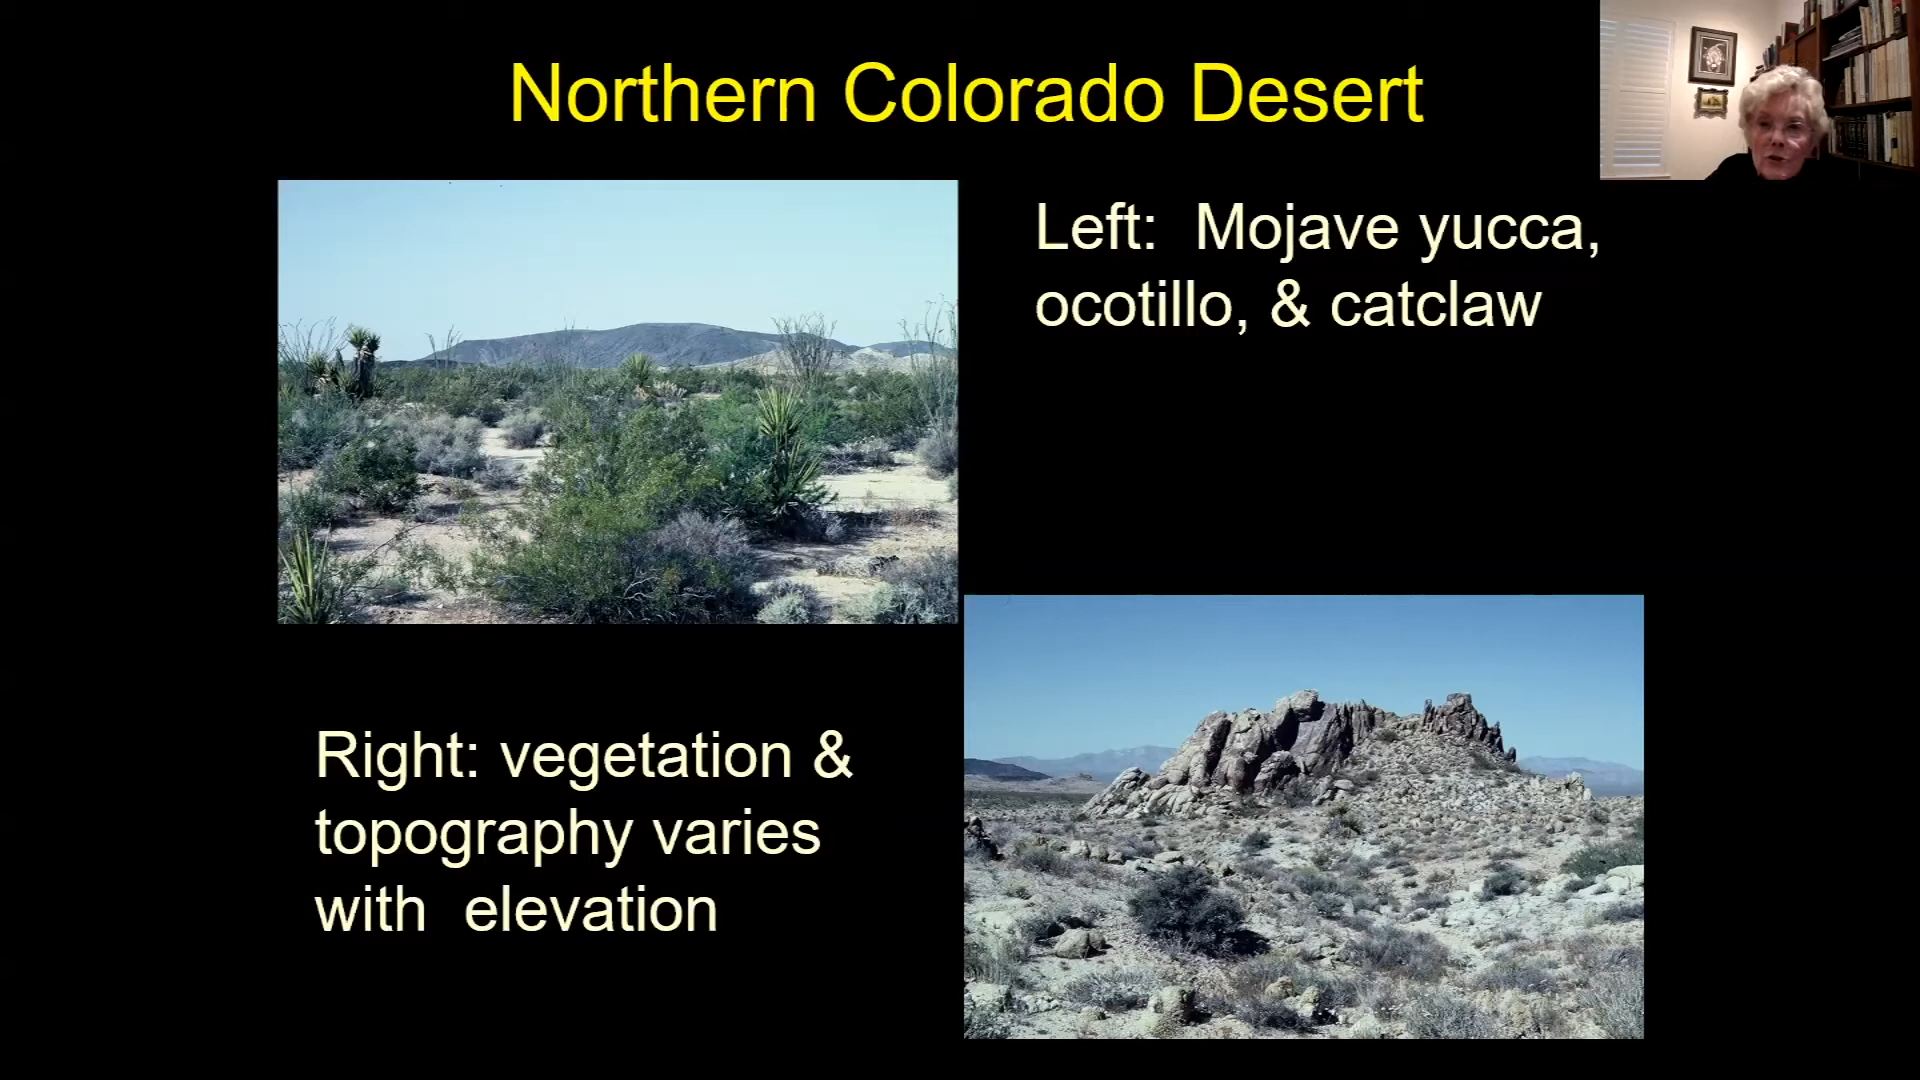 Northern Colorado Desert
Left:  Mojave yucca,
ocotillo, & catclaw
Right: vegetation &
topography varies
with  elevation